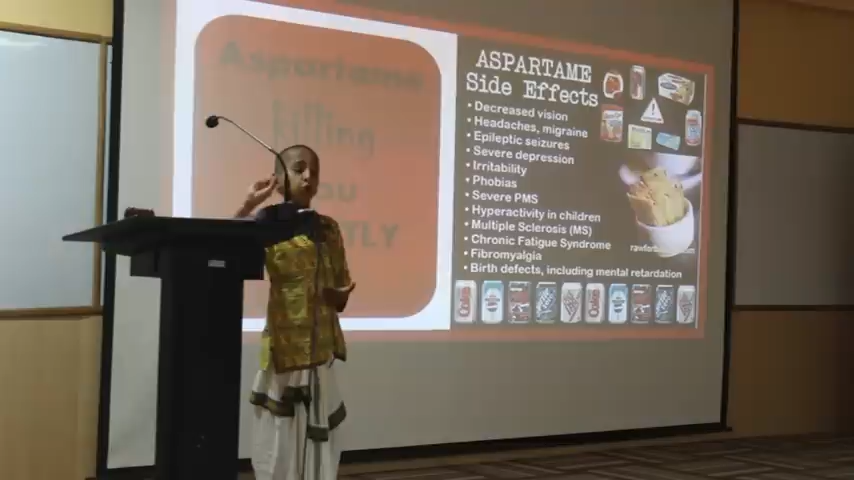 Aspartame
killing
ASPARTAME
Side Effects
• Decreased vision
• Headaches, migraine
• Epileptic seizures
• Severe depression
• Irritability
• Phobias
• Severe PMS
• Hyperactivity in children
• Multiple Sclerosis (MS)
• Chronic Fatigue Syndrome
• Fibromyalgia
• Birth defects, including mental retardation